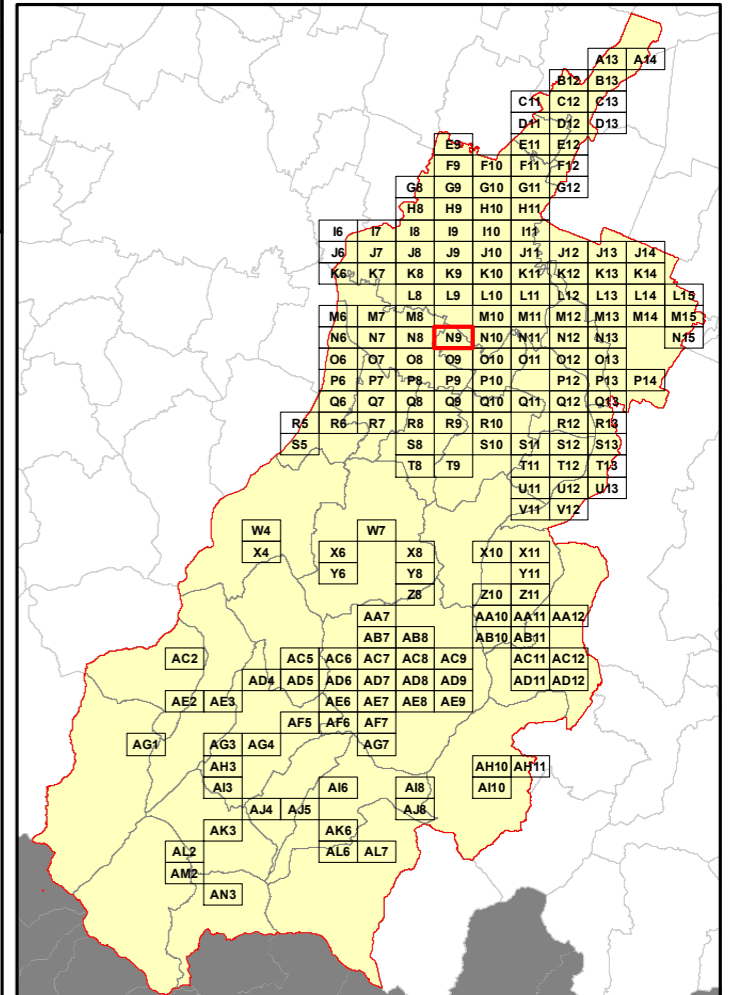 A13 A14
B12 B13
C11 C12 C13
D11 D12 D13
E9 E11 E12
F9 F10 F11 F12
G8 G9 G10 G11 G12
H8 H9 H10 H11
I6 I7 I8 I9 I10 I11
J6 J7 J8 J9 J10 J11 J12 J13 J14
K6 K7 K8 K9 K10 K11 K12 K13 K14
L8 L9 L10 L11 L12 L13 L14 L15
M6 M7 M8 M10 M11 M12 M13 M14 M15
N6 N7 N8 N9 N10 N11 N12 N13 N15
O6 O7 O8 O9 O10 O11 O12 O13
P6 P7 P8 P9 P10 P12 P13 P14
Q6 Q7 Q8 Q9 Q10 Q11 Q12 Q13
R5 R6 R7 R8 R9 R10 R12 R13
S5 S8 S10 S11 S12 S13
T8 T9 T11 T12 T13
U11 U12 U13
V11 V12
W4 W7
X4 X6 X8 X10 X11
Y6 Y8 Y11
Z8 Z10 Z11
AA7 AA10 AA11 AA12
AB7 AB8 AB10 AB11
AC2 AC5 AC6 AC7 AC8 AC9 AC11 AC12
AD4 AD5 AD6 AD7 AD8 AD9 AD11 AD12
AE2 AE3 AE6 AE7 AE8 AE9
AF5 AF6 AF7
AG1 AG3 AG4 AG7
AH3 AH10 AH11
AI3 AI6 AI8 AI10
AJ4 AJ5 AJ8
AK3 AK6
AL2 AL6 AL7
AM2
AN3